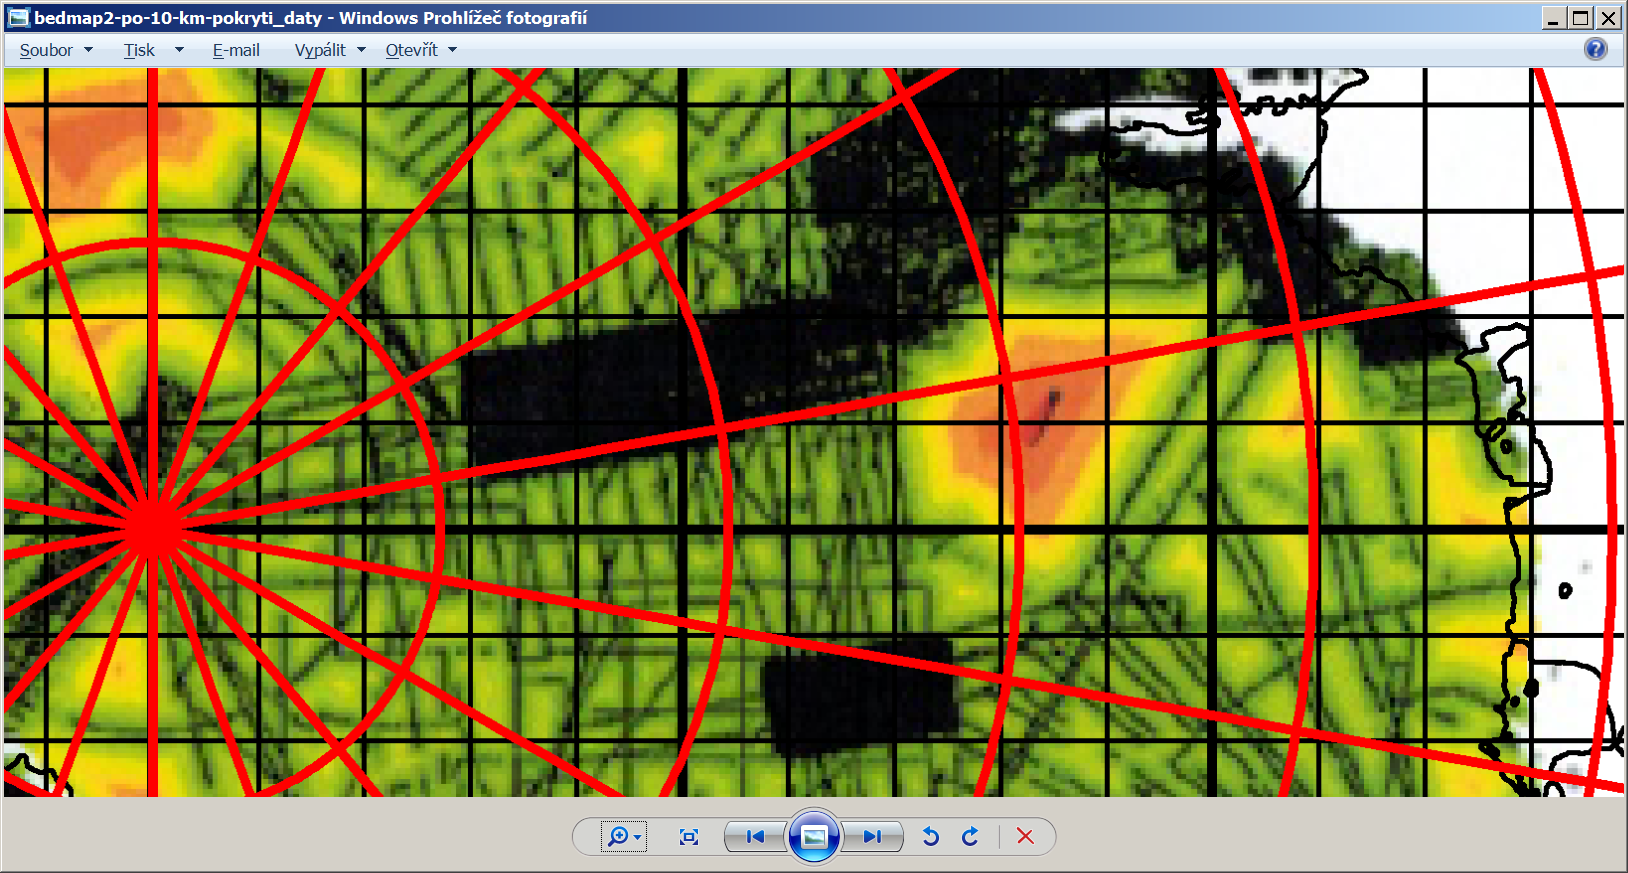 bedmap2-po-10-km-pokryti_daty - Windows Prohlížeč fotografií
Soubor Tisk E-mail Vypálit Otevřít